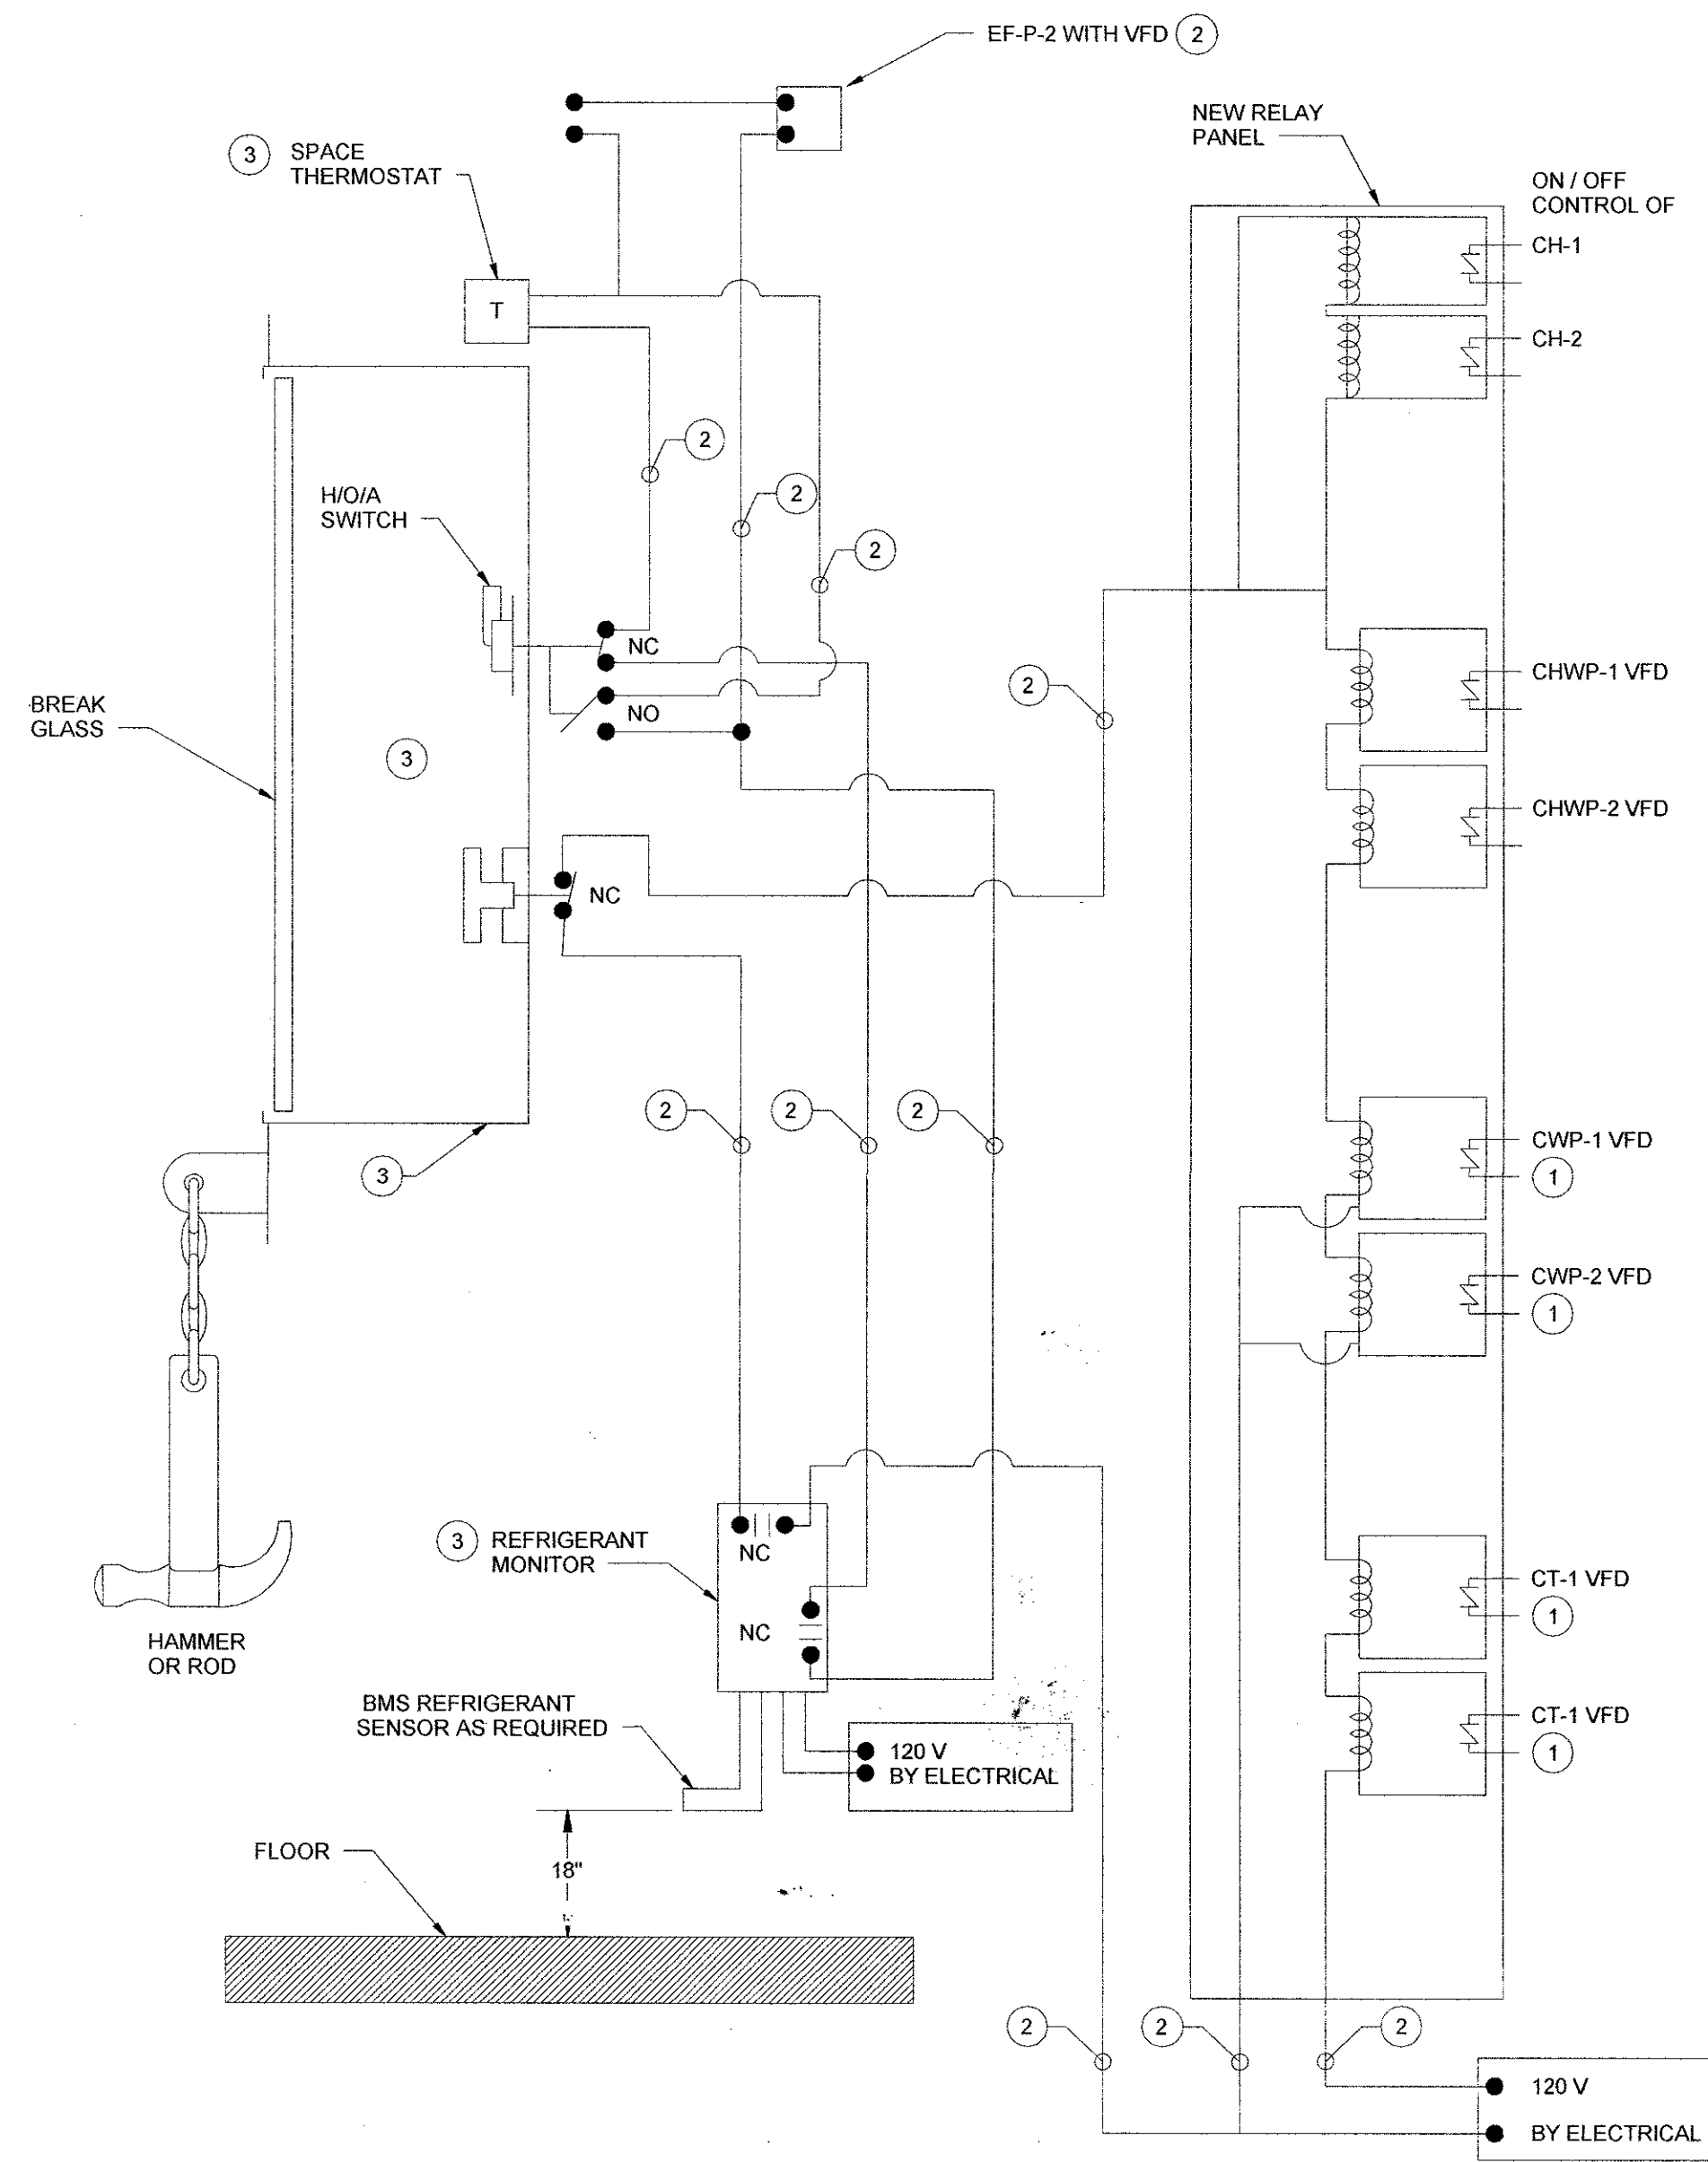 EF-P-2 WITH VFD 2
NEW RELAY
PANEL
3 SPACE
THERMOSTAT
ON / OFF
CONTROL OF
CH-1
T
CH-2
2
2
H/O/A
SWITCH
2
NC
CHWP-1 VFD
2
BREAK
GLASS
NO
3
CHWP-2 VFD
NC
2
2
2
CWP-1 VFD
1
3
CWP-2 VFD
1
3 REFRIGERANT
MONITOR
NC
CT-1 VFD
1
NC
HAMMER
OR ROD
BMS REFRIGERANT
SENSOR AS REQUIRED
CT-1 VFD
1
120 V
BY ELECTRICAL
FLOOR
18"
2
2
2
120 V
BY ELECTRICAL